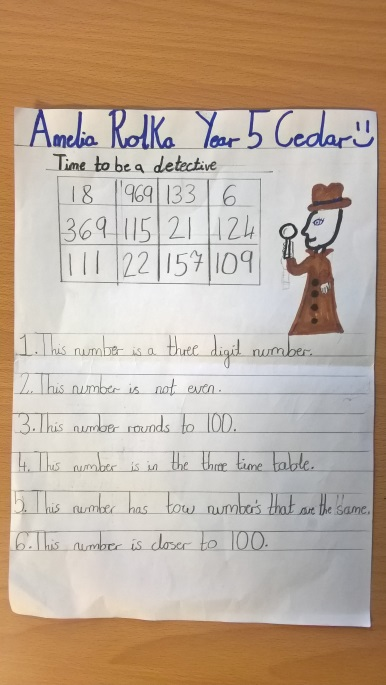 Amelia Rolka Year 5 Cedar
Time to be a detective
18 969 133 6
369 115 21 124
111 22 157 109
1. This number is a three digit number.
2. This number is not even.
3. This number rounds to 100.
4. This number is in the three time table.
5. This number has tow number's that are the same.
6. This number is closer to 100.